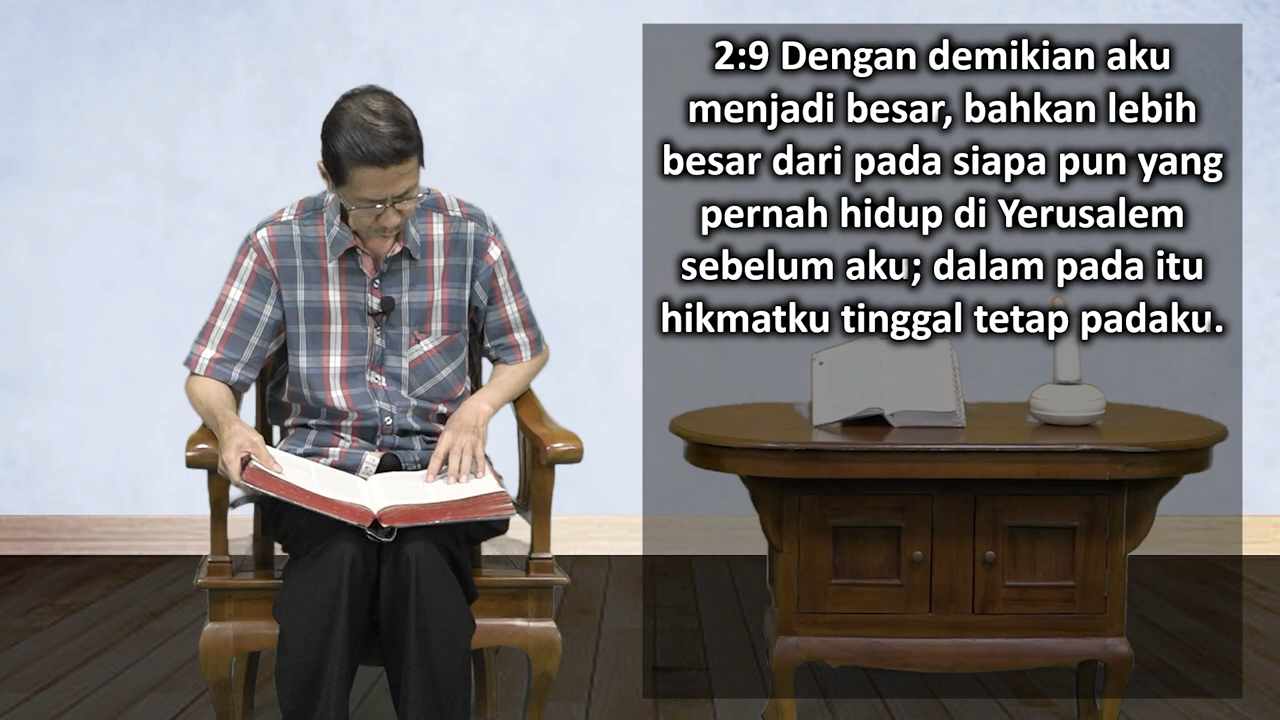 2:9 Dengan demikian aku
menjadi besar, bahkan lebih
besar dari pada siapa pun yang
pernah hidup di Yerusalem
sebelum aku; dalam pada itu
hikmatku tinggal tetap padaku.